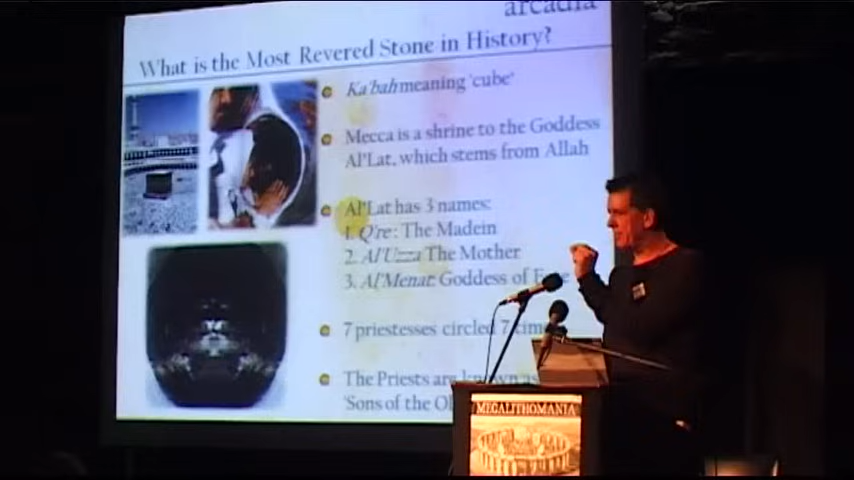 arcadia
What is the Most Revered Stone in History?
Ka'bah meaning 'cube'
Mecca is a shrine to the Goddess
Al'Lat, which stems from Allah
Al'Lat has 3 names:
1. Q're: The Madein
2. Al'Uzza The Mother
3. Al'Menat: Goddess of
7 priestesses circled 7
The Priests are known as
'Sons of the
MEGALITHOMANIA